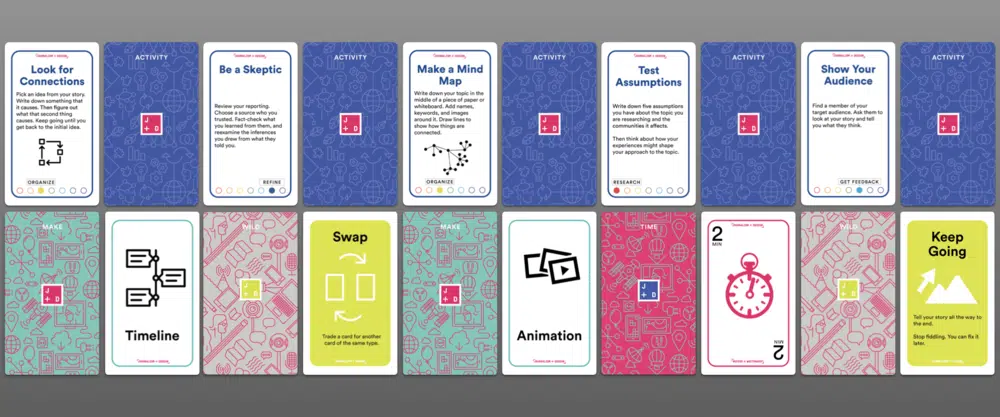 JOURNALISM + DESIGN
Look for
Connections
Pick an idea from your story.
Write down something that
it causes. Then figure out
what that second thing
causes. Keep going until you
get back to the initial idea.
ORGANIZE
ACTIVITY
J
+ D
JOURNALISM + DESIGN
Be a Skeptic
Review your reporting.
Choose a source who you
trusted. Fact-check what
you learned from them, and
reexamine the inferences
you drew from what they
told you.
REFINE
ACTIVITY
J
+ D
JOURNALISM + DESIGN
Make a Mind
Map
Write down your topic in the
middle of a piece of paper or
whiteboard. Add names,
keywords, and images
around it. Draw lines to
show how things are
connected.
ORGANIZE
ACTIVITY
J
+ D
JOURNALISM + DESIGN
Test
Assumptions
Write down five assumptions
you have about the topic you
are researching and the
communities it affects.
Then think about how your
experiences might shape
your approach to the topic.
RESEARCH
ACTIVITY
J
+ D
JOURNALISM + DESIGN
Show Your
Audience
Find a member of your
target audience. Ask them to
look at your story and tell
you what they think.
GET FEEDBACK
ACTIVITY
J
+ D
MAKE
J
+ D
Timeline
JOURNALISM + DESIGN
WILD
J
+ D
Swap
Trade a card for another
card of the same type.
JOURNALISM + DESIGN
MAKE
J
+ D
Animation
JOURNALISM + DESIGN
TIME
J
+ D
2
MIN
JOURNALISM + DESIGN
JOURNALISM + DESIGN
2
MIN
WILD
J
+ D
Keep
Going
Tell your story all the way to
the end.
Stop fiddling. You can fix it
later.
JOURNALISM + DESIGN